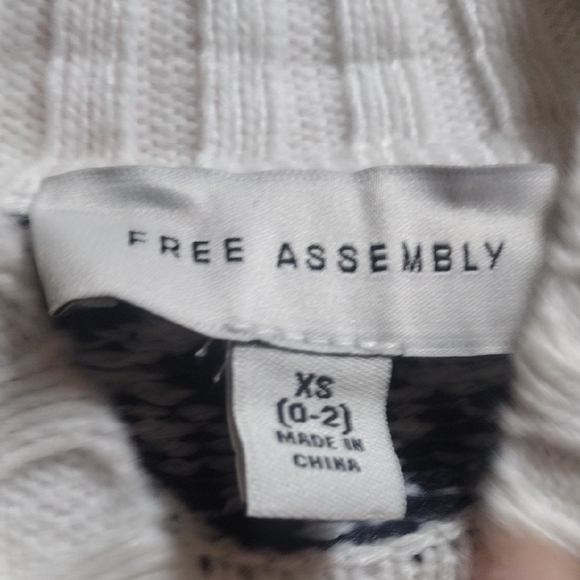 FREE ASSEMBLY
XS
(0-2)
MADE IN
CHINA